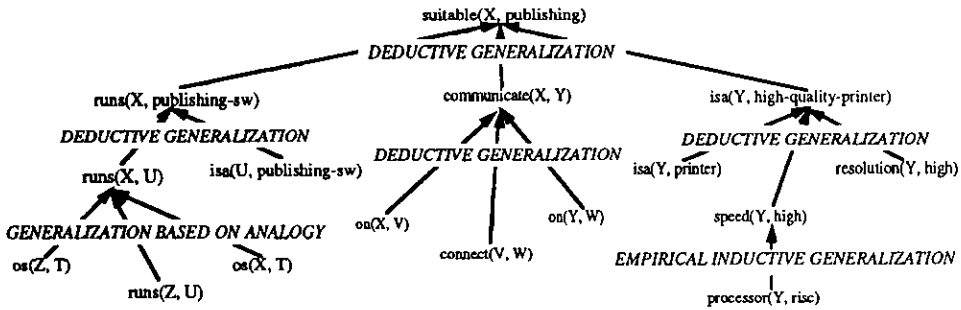 suitable(X, publishing)
DEDUCTIVE GENERALIZATION
runs(X, publishing-sw)
communicate(X, Y)
isa(Y, high-quality-printer)
DEDUCTIVE GENERALIZATION
DEDUCTIVE GENERALIZATION
DEDUCTIVE GENERALIZATION
runs(X, U)
isa(U, publishing-sw)
isa(Y, printer)
resolution(Y, high)
on(X, V)
on(Y, W)
speed(Y, high)
GENERALIZATION BASED ON ANALOGY
connect(V, W)
os(Z, T)
os(X, T)
EMPIRICAL INDUCTIVE GENERALIZATION
runs(Z, U)
processor(Y, risc)